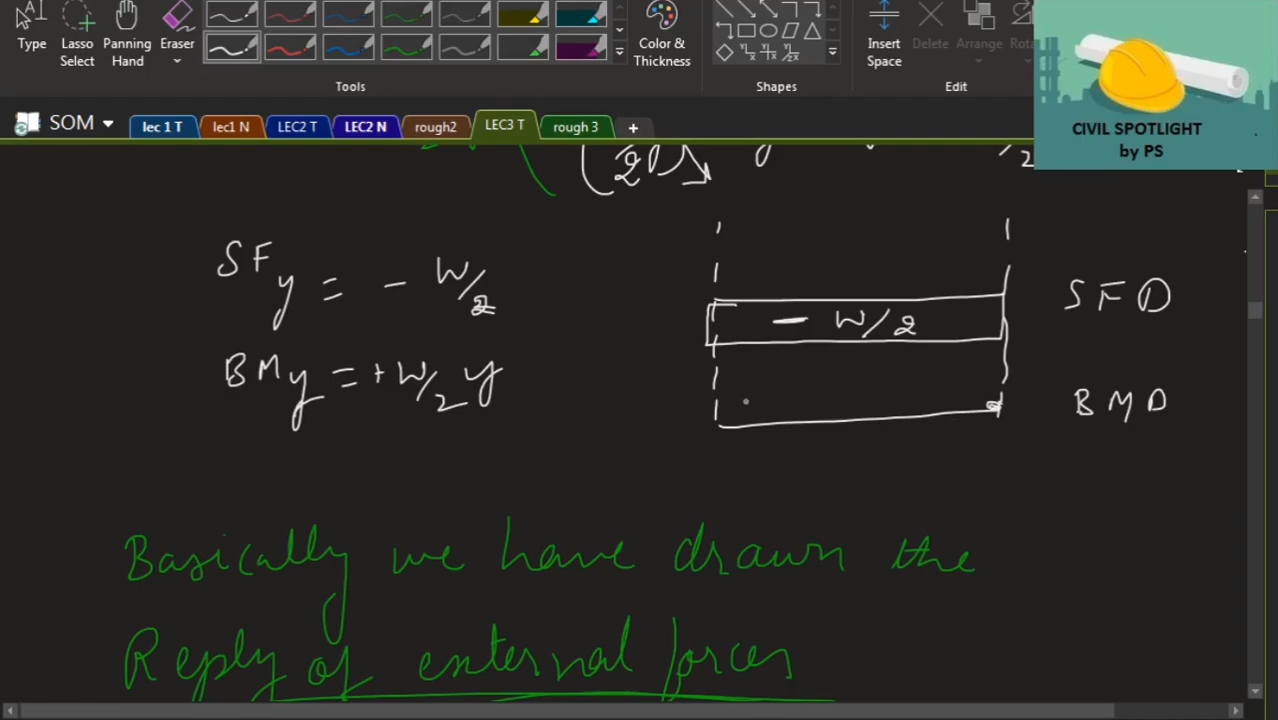 Type
Lasso Select
Panning Hand
Eraser
Color & Thickness
Insert Space
Delete
Arrange
Tools
Shapes
Edit
CIVIL SPOTLIGHT
by PS
SOM
lec 1 T
lec1 N
LEC2 T
LEC2 N
rough2
LEC3 T
rough 3
SFy = - W/2
- W/2
SFD
BMy = +W/2 y
BMD
Basically we have drawn the
Reply of external forces